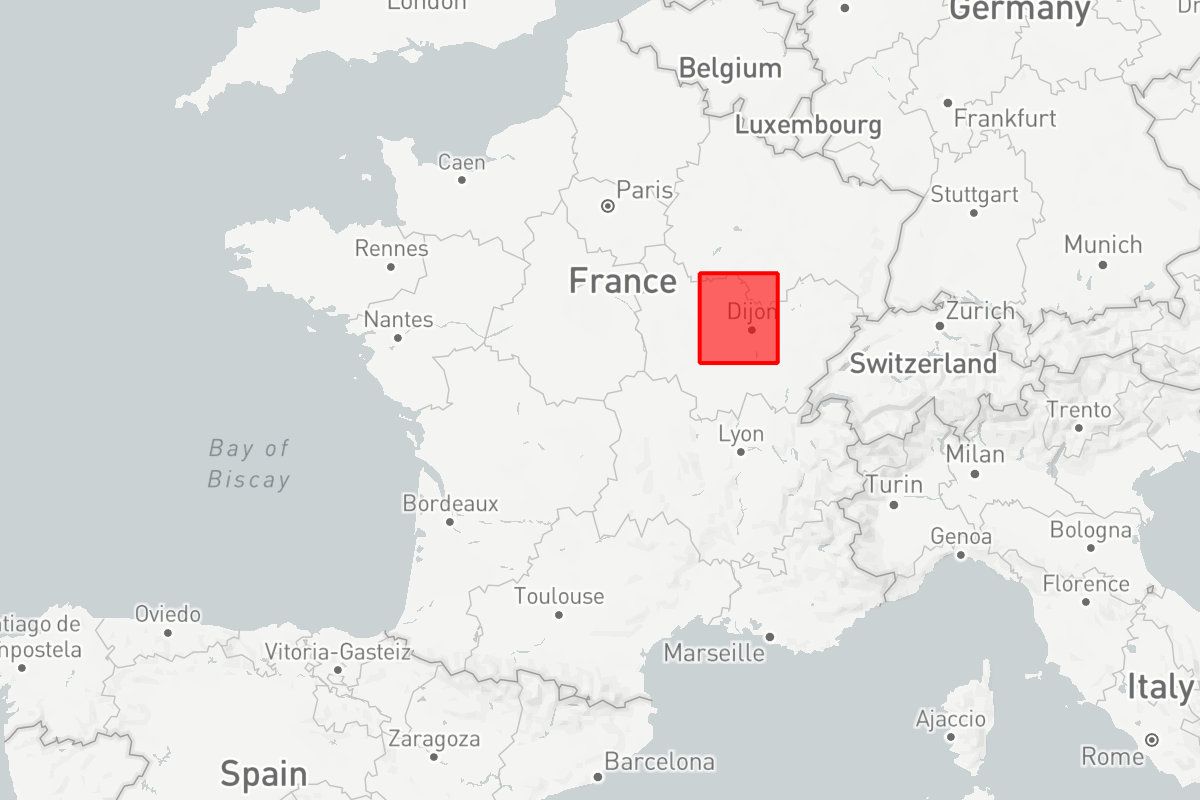 London
Germany
Dr
Belgium
Luxembourg
Frankfurt
Caen
Paris
Stuttgart
Rennes
Munich
France
Nantes
Dijon
Zurich
Switzerland
Trento
Bay of
Biscay
Lyon
Milan
Turin
Bordeaux
Bologna
Genoa
Florence
Toulouse
Oviedo
tiago de
mpostela
Vitoria-Gasteiz
Marseille
Italy
Ajaccio
Zaragoza
Rome
Barcelona
Spain